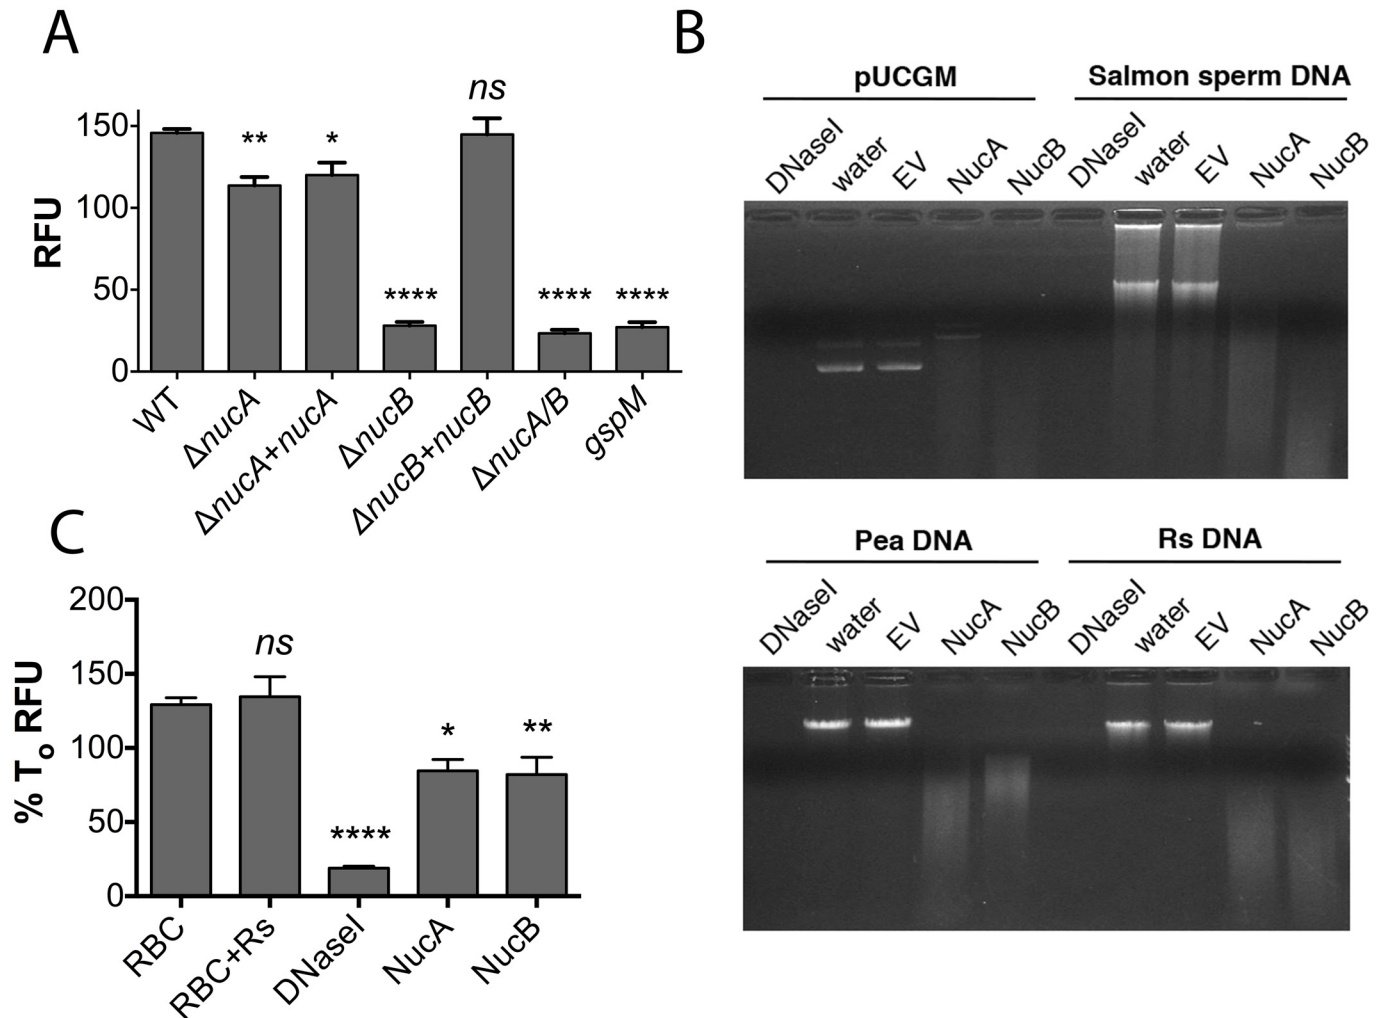 A
RFU
150
100
50
0
**
*
****
ns
****
****
WT
ΔnucA
ΔnucA+nucA
ΔnucB
ΔnucB+nucB
ΔnucA/B
gspM
B
pUCGM
Salmon sperm DNA
DNaseI water EV NucA NucB DNaseI water EV NucA NucB
Pea DNA
Rs DNA
DNaseI water EV NucA NucB DNaseI water EV NucA NucB
C
% To RFU
200
150
100
50
0
ns
****
*
**
RBC
RBC+Rs
DNaseI
NucA
NucB